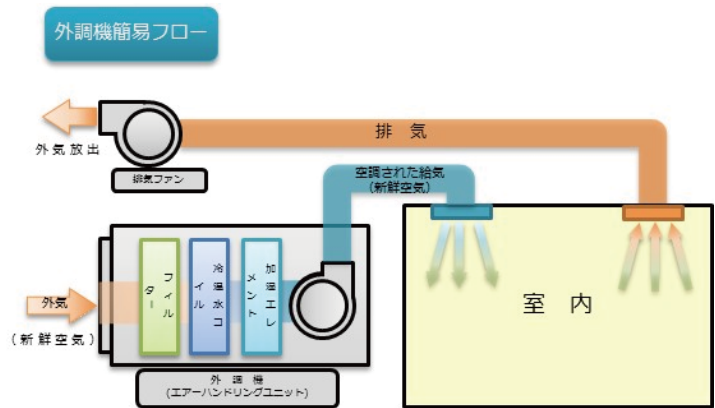 外調機簡易フロー
排 気
外気放出
排気ファン
空調された給気
(新鮮空気)
フィル
ター
冷温水コ
イル
加湿エレ
メント
外気
(新鮮空気)
室 内
外 調 機
(エアーハンドリングユニット)